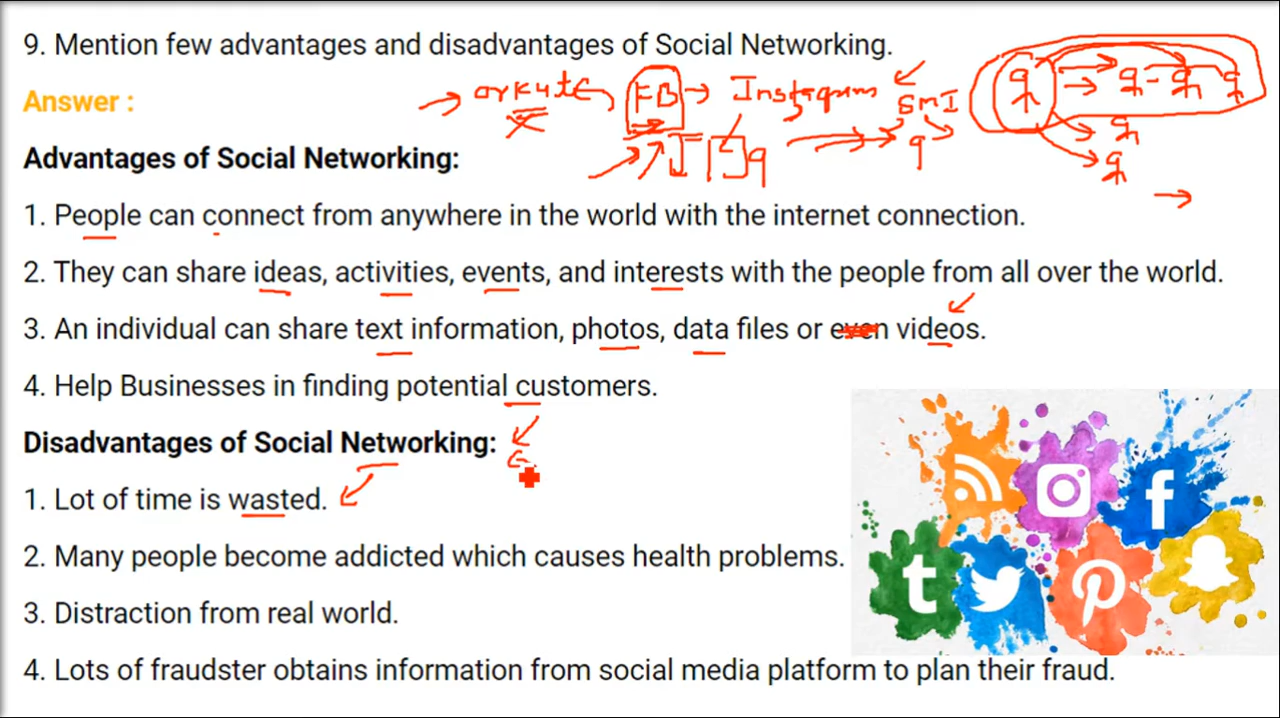 9. Mention few advantages and disadvantages of Social Networking.
Answer :
orkut FB Instagram
Advantages of Social Networking:
1. People can connect from anywhere in the world with the internet connection.
2. They can share ideas, activities, events, and interests with the people from all over the world.
3. An individual can share text information, photos, data files or even videos.
4. Help Businesses in finding potential customers.
Disadvantages of Social Networking:
1. Lot of time is wasted.
2. Many people become addicted which causes health problems.
3. Distraction from real world.
4. Lots of fraudster obtains information from social media platform to plan their fraud.